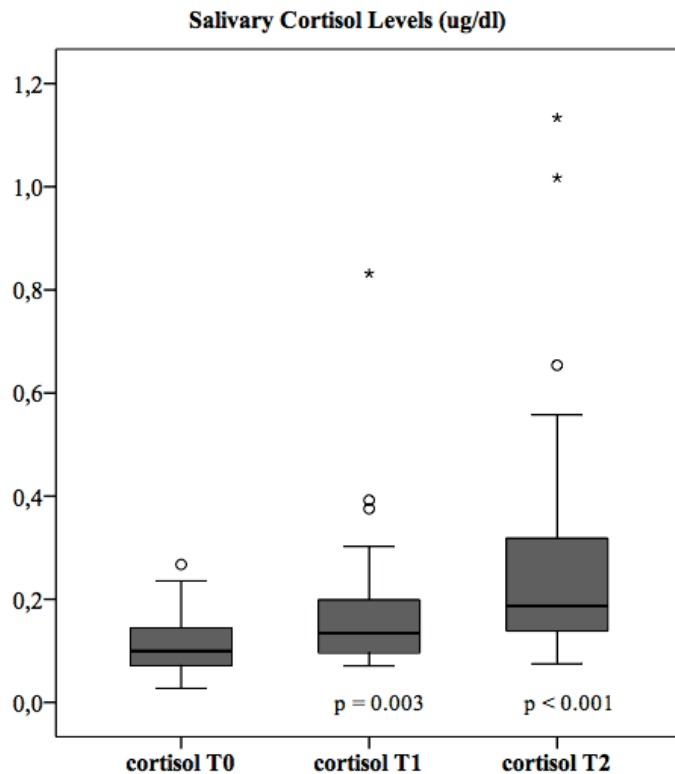 Salivary Cortisol Levels (ug/dl)
1,2
1,0
0,8
0,6
0,4
0,2
0,0
p = 0.003
p < 0.001
cortisol T0
cortisol T1
cortisol T2